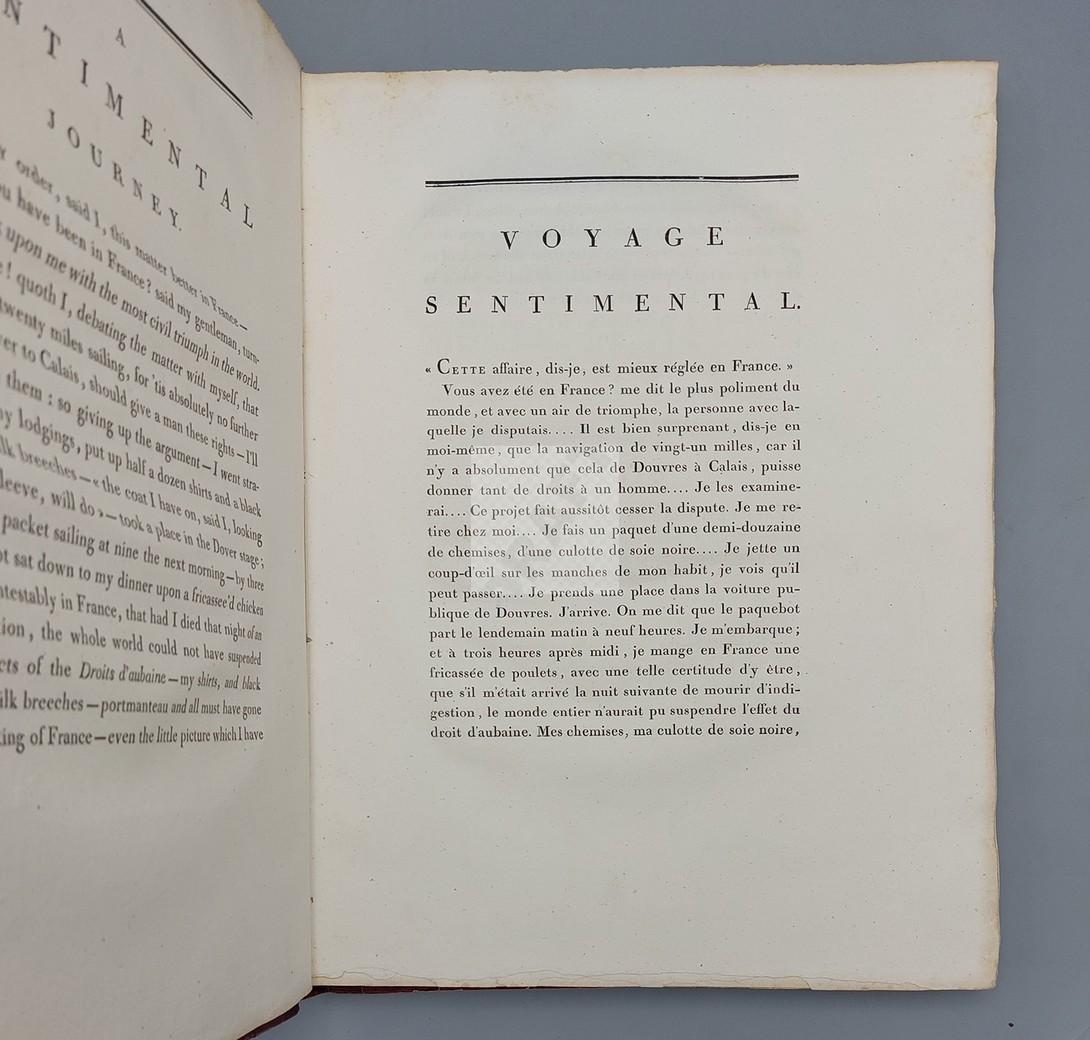 A
NTIMENTAL
JOURNEY.
order, said I, this matter better in France—
have been in France? said my gentleman, turn-
upon me with the most civil triumph in the world.
! quoth I, debating the matter with myself, that
twenty miles sailing, for 'tis absolutely no further
to Calais, should give a man these rights—I'll
them: so giving up the argument—I went stra-
lodgings, put up half a dozen shirts and a black
breeches—« the coat I have on, said I, looking
sleeve, will do »—took a place in the Dover stage;
packet sailing at nine the next morning—by three
sat down to my dinner upon a fricassee'd chicken
in France, that had I died that night of an
the whole world could not have suspended
of the Droits d'aubaine—my shirts, and black
breeches—portmanteau and all must have gone
of France—even the little picture which I have
VOYAGE
SENTIMENTAL.
« CETTE affaire, dis-je, est mieux réglée en France. »
Vous avez été en France? me dit le plus poliment du
monde, et avec un air de triomphe, la personne avec la-
quelle je disputais.... Il est bien surprenant, dis-je en
moi-même, que la navigation de vingt-un milles, car il
n'y a absolument que cela de Douvres à Calais, puisse
donner tant de droits à un homme.... Je les examine-
rai.... Ce projet fait aussitôt cesser la dispute. Je me re-
tire chez moi.... Je fais un paquet d'une demi-douzaine
de chemises, d'une culotte de soie noire.... Je jette un
coup-d'œil sur les manches de mon habit, je vois qu'il
peut passer.... Je prends une place dans la voiture pu-
blique de Douvres. J'arrive. On me dit que le paquebot
part le lendemain matin à neuf heures. Je m'embarque;
et à trois heures après midi, je mange en France une
fricassée de poulets, avec une telle certitude d'y être,
que s'il m'était arrivé la nuit suivante de mourir d'indi-
gestion, le monde entier n'aurait pu suspendre l'effet du
droit d'aubaine. Mes chemises, ma culotte de soie noire,